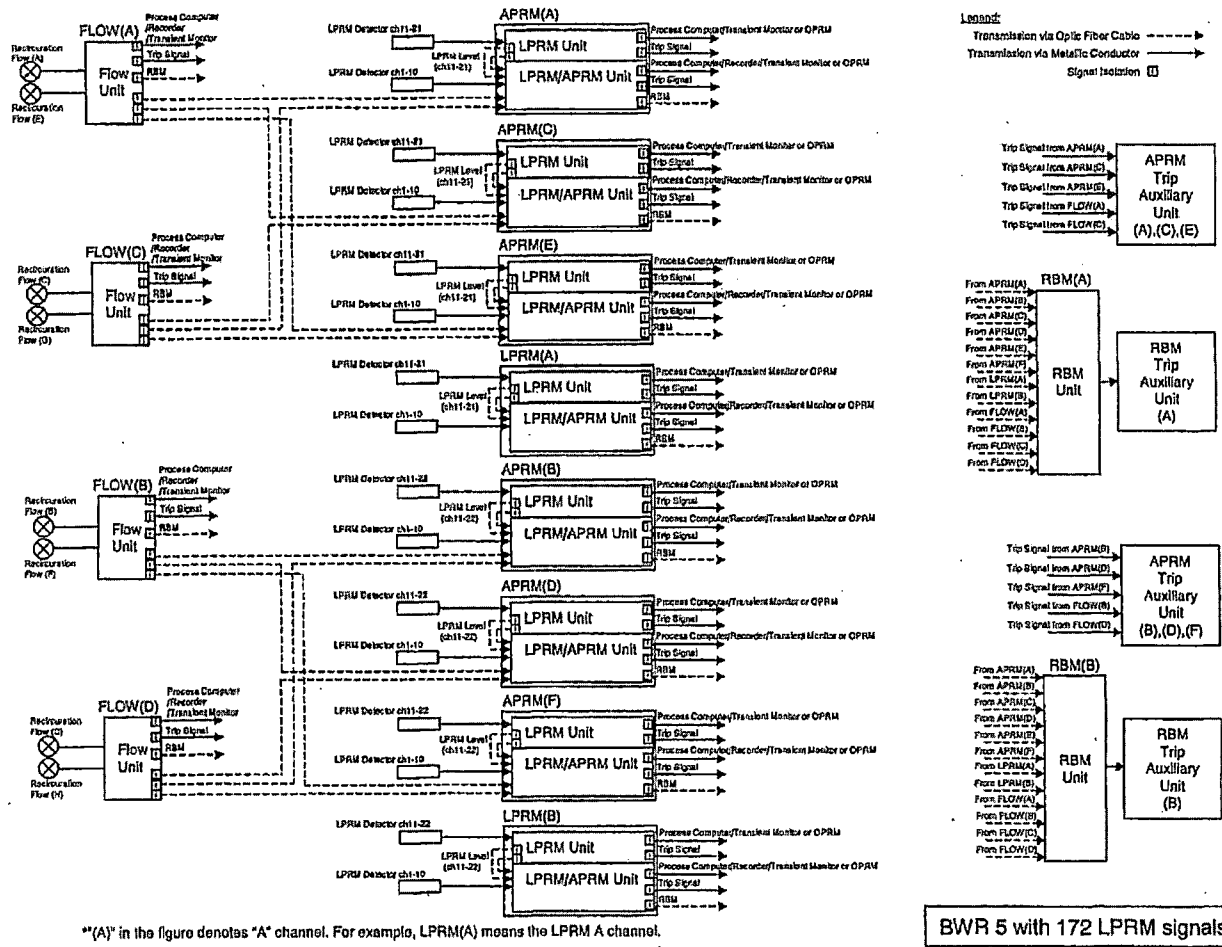 FLOW(A)
Process Computer
/Recorder
/Transient Monitor
Trip Signal
RBM
Recircuration
Flow (A)
Recircuration
Flow (E)
Flow
Unit
FLOW(C)
Process Computer
/Recorder
/Transient Monitor
Trip Signal
RBM
Recircuration
Flow (C)
Recircuration
Flow (G)
Flow
Unit
FLOW(B)
Process Computer
/Recorder
/Transient Monitor
Trip Signal
RBM
Recircuration
Flow (B)
Recircuration
Flow (F)
Flow
Unit
FLOW(D)
Process Computer
/Recorder
/Transient Monitor
Trip Signal
RBM
Recircuration
Flow
Recircuration
Flow (H)
Flow
Unit
APRM(A)
LPRM Detector ch11-21
LPRM Level
(ch11-21)
LPRM Detector ch1-10
LPRM Unit
LPRM/APRM Unit
Process Computer/Transient Monitor or OPRM
Trip Signal
Process Computer/Recorder/Transient Monitor or OPRM
Trip Signal
RBM
APRM(C)
LPRM Detector ch11-21
LPRM Level
(ch11-21)
LPRM Detector ch1-10
LPRM Unit
LPRM/APRM Unit
Process Computer/Transient Monitor or OPRM
Trip Signal
Process Computer/Recorder/Transient Monitor or OPRM
Trip Signal
RBM
APRM(E)
LPRM Detector ch11-21
LPRM Level
(ch11-21)
LPRM Detector ch1-10
LPRM Unit
LPRM/APRM Unit
Process Computer/Transient Monitor or OPRM
Trip Signal
Process Computer/Recorder/Transient Monitor or OPRM
Trip Signal
RBM
LPRM(A)
LPRM Detector ch11-21
LPRM Level
(ch11-21)
LPRM Detector ch1-10
LPRM Unit
LPRM/APRM Unit
Process Computer/Transient Monitor or OPRM
Trip Signal
Process Computer/Recorder/Transient Monitor or OPRM
Trip Signal
RBM
APRM(B)
LPRM Detector ch11-22
LPRM Level
(ch11-22)
LPRM Detector ch1-10
LPRM Unit
LPRM/APRM Unit
Process Computer/Transient Monitor or OPRM
Trip Signal
Process Computer/Recorder/Transient Monitor or OPRM
Trip Signal
RBM
APRM(D)
LPRM Detector ch11-22
LPRM Level
(ch11-22)
LPRM Detector ch1-10
LPRM Unit
LPRM/APRM Unit
Process Computer/Transient Monitor or OPRM
Trip Signal
Process Computer/Recorder/Transient Monitor or OPRM
Trip Signal
RBM
APRM(F)
LPRM Detector ch11-22
LPRM Level
(ch11-22)
LPRM Detector ch1-10
LPRM Unit
LPRM/APRM Unit
Process Computer/Transient Monitor or OPRM
Trip Signal
Process Computer/Recorder/Transient Monitor or OPRM
Trip Signal
RBM
LPRM(B)
LPRM Detector ch11-22
LPRM Level
(ch11-22)
LPRM Detector ch1-10
LPRM Unit
LPRM/APRM Unit
Process Computer/Transient Monitor or OPRM
Trip Signal
Process Computer/Recorder/Transient Monitor or OPRM
Trip Signal
RBM
Legend:
Transmission via Optic Fiber Cable
Transmission via Metallic Conductor
Signal Isolation I
Trip Signal from APRM(A)
Trip Signal from APRM(C)
Trip Signal from APRM(E)
Trip Signal from FLOW(A)
Trip Signal from FLOW(C)
APRM
Trip
Auxiliary
Unit
(A),(C),(E)
RBM(A)
From APRM(A)
From APRM(B)
From APRM(C)
From APRM(D)
From APRM(E)
From APRM(F)
From LPRM(A)
From LPRM(B)
From FLOW(A)
From FLOW(B)
From FLOW(C)
From FLOW(D)
RBM
Unit
RBM
Trip
Auxiliary
Unit
(A)
Trip Signal from APRM(B)
Trip Signal from APRM(D)
Trip Signal from APRM(F)
Trip Signal from FLOW(B)
Trip Signal from FLOW(D)
APRM
Trip
Auxiliary
Unit
(B),(D),(F)
RBM(B)
From APRM(A)
From APRM(B)
From APRM(C)
From APRM(D)
From APRM(E)
From APRM(F)
From LPRM(A)
From LPRM(B)
From FLOW(A)
From FLOW(B)
From FLOW(C)
From FLOW(D)
RBM
Unit
RBM
Trip
Auxiliary
Unit
(B)
*"(A)" in the figure denotes "A" channel. For example, LPRM(A) means the LPRM A channel.
BWR 5 with 172 LPRM signals